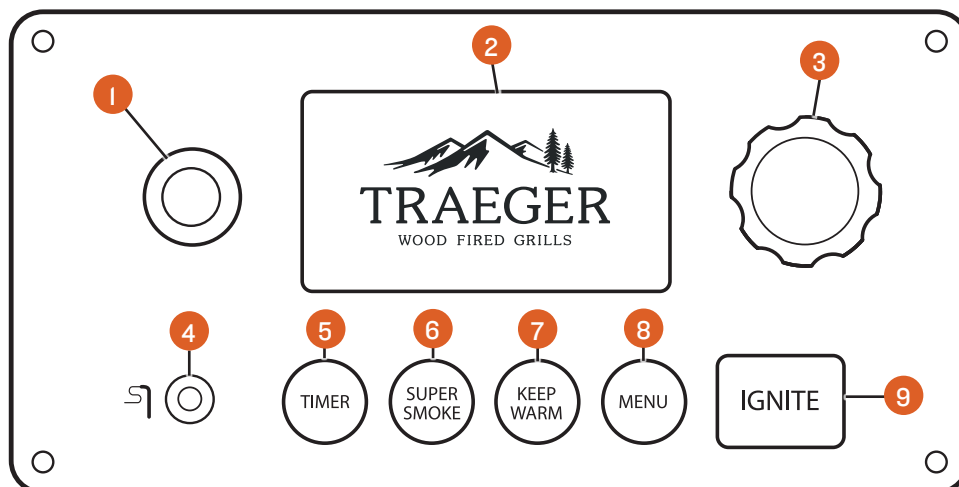 1
2
3
TRAEGER
WOOD FIRED GRILLS
4
5
6
7
8
9
TIMER
SUPER
SMOKE
KEEP
WARM
MENU
IGNITE